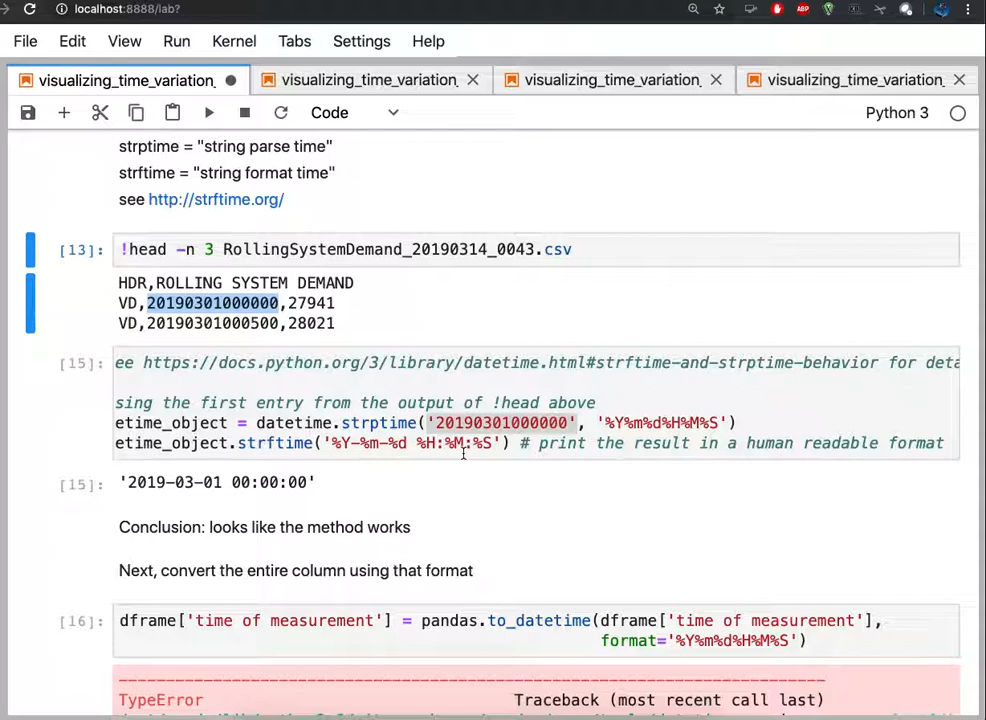 localhost:8888/lab?
File Edit View Run Kernel Tabs Settings Help
visualizing_time_variation_ visualizing_time_variation_ visualizing_time_variation_ visualizing_time_variation_
Code Python 3
strptime = "string parse time"
strftime = "string format time"
see http://strftime.org/
[13]: !head -n 3 RollingSystemDemand_20190314_0043.csv
HDR,ROLLING SYSTEM DEMAND
VD,20190301000000,27941
VD,20190301000500,28021
[15]: ee https://docs.python.org/3/library/datetime.html#strftime-and-strptime-behavior for deta
sing the first entry from the output of !head above
etime_object = datetime.strptime('20190301000000', '%Y%m%d%H%M%S')
etime_object.strftime('%Y-%m-%d %H:%M:%S') # print the result in a human readable format
[15]: '2019-03-01 00:00:00'
Conclusion: looks like the method works
Next, convert the entire column using that format
[16]: dframe['time of measurement'] = pandas.to_datetime(dframe['time of measurement'],
format='%Y%m%d%H%M%S')
---------------------------------------------------------------------------
TypeError Traceback (most recent call last)